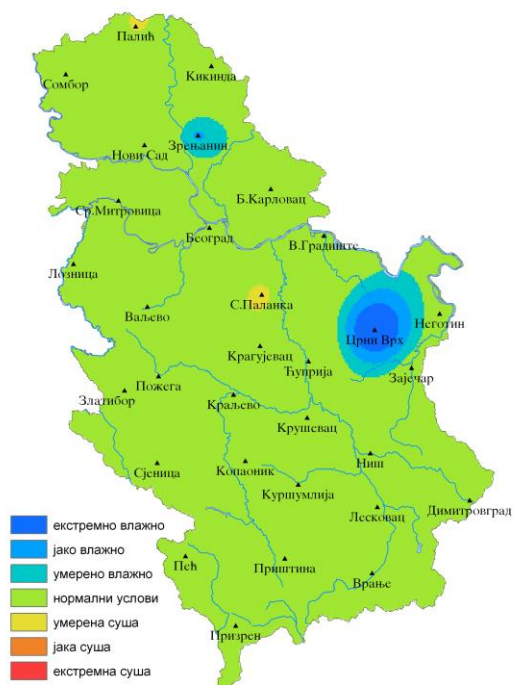 Палић
Сомбор
Кикинда
Зрењанин
Нови Сад
Б.Карловац
Ср.Митровица
Београд
В.Градиште
Лозница
С.Паланка
Ваљево
Неготин
Црни Врх
Крагујевац
Ћуприја
Зајечар
Пожега
Златибор
Краљево
Крушевац
Ниш
Сјеница
Копаоник
Куршумлија
Димитровград
Лесковац
Пећ
Приштина
Врање
Призрен
екстремно влажно
јако влажно
умерено влажно
нормални услови
умерена суша
јака суша
екстремна суша